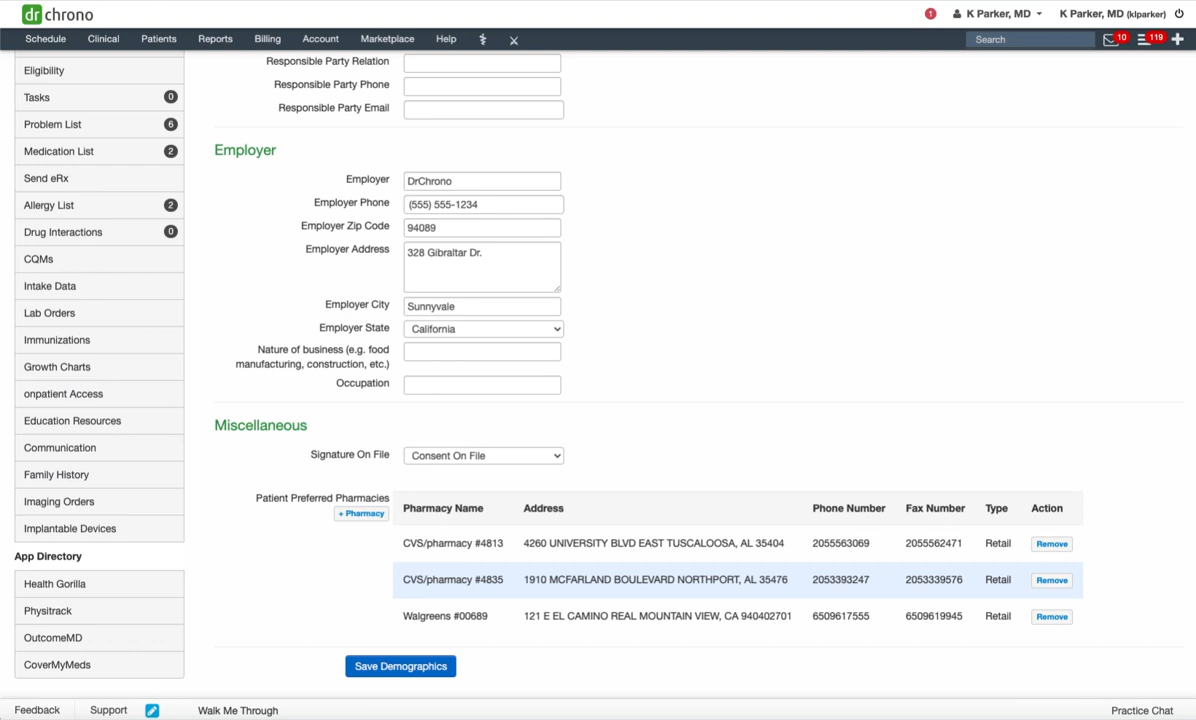 drchrono
1 K Parker, MD K Parker, MD (klparker)
Schedule Clinical Patients Reports Billing Account Marketplace Help Search 10 119
Eligibility
Tasks 0
Problem List 6
Medication List 2
Send eRx
Allergy List 2
Drug Interactions 0
CQMs
Intake Data
Lab Orders
Immunizations
Growth Charts
onpatient Access
Education Resources
Communication
Family History
Imaging Orders
Implantable Devices
App Directory
Health Gorilla
Physitrack
OutcomeMD
CoverMyMeds
Responsible Party Relation
Responsible Party Phone
Responsible Party Email
Employer
Employer DrChrono
Employer Phone (555) 555-1234
Employer Zip Code 94089
Employer Address 328 Gibraltar Dr.
Employer City Sunnyvale
Employer State California
Nature of business (e.g. food
manufacturing, construction, etc.)
Occupation
Miscellaneous
Signature On File Consent On File
Patient Preferred Pharmacies
+ Pharmacy
Pharmacy Name Address Phone Number Fax Number Type Action
CVS/pharmacy #4813 4260 UNIVERSITY BLVD EAST TUSCALOOSA, AL 35404 2055563069 2055562471 Retail Remove
CVS/pharmacy #4835 1910 MCFARLAND BOULEVARD NORTHPORT, AL 35476 2053393247 2053339576 Retail Remove
Walgreens #00689 121 E EL CAMINO REAL MOUNTAIN VIEW, CA 940402701 6509617555 6509619945 Retail Remove
Save Demographics
Feedback Support Walk Me Through Practice Chat